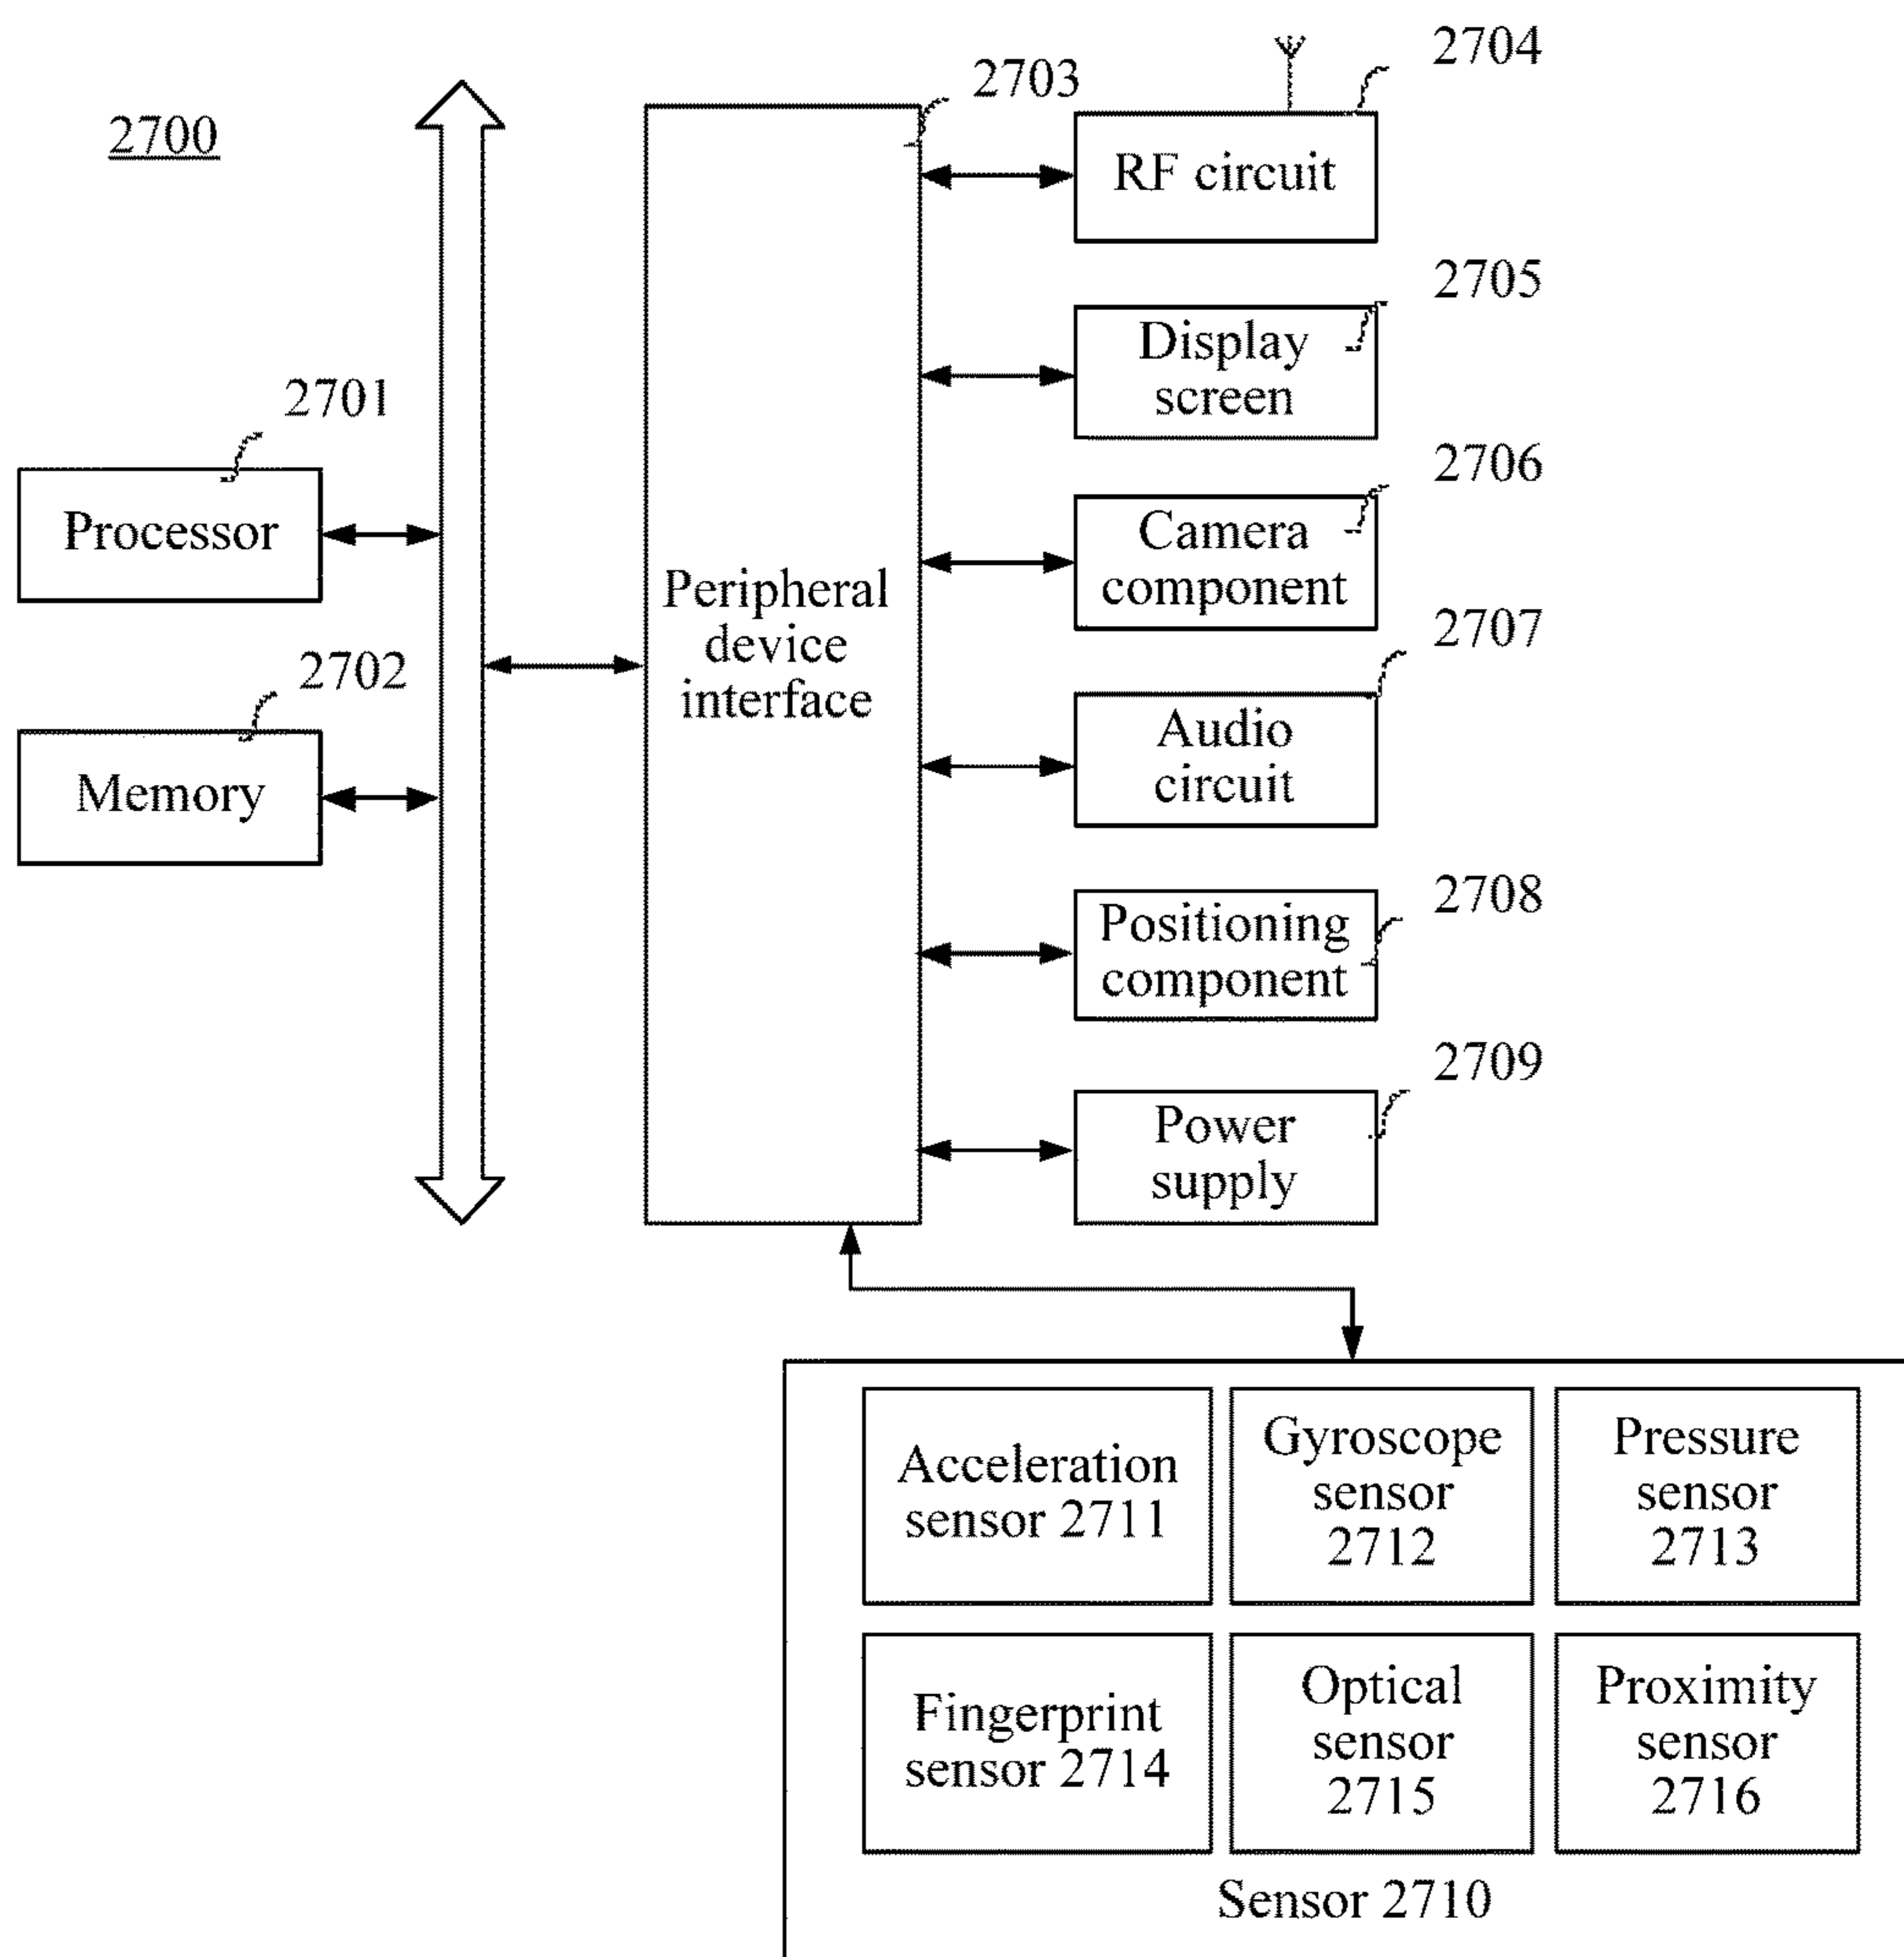 2700
2703
2704
RF circuit
2705
Display
screen
2701
Processor
2706
Camera
component
Peripheral
device
interface
2702
Memory
2707
Audio
circuit
2708
Positioning
component
2709
Power
supply
Acceleration
sensor 2711
Gyroscope
sensor
2712
Pressure
sensor
2713
Fingerprint
sensor 2714
Optical
sensor
2715
Proximity
sensor
2716
Sensor 2710